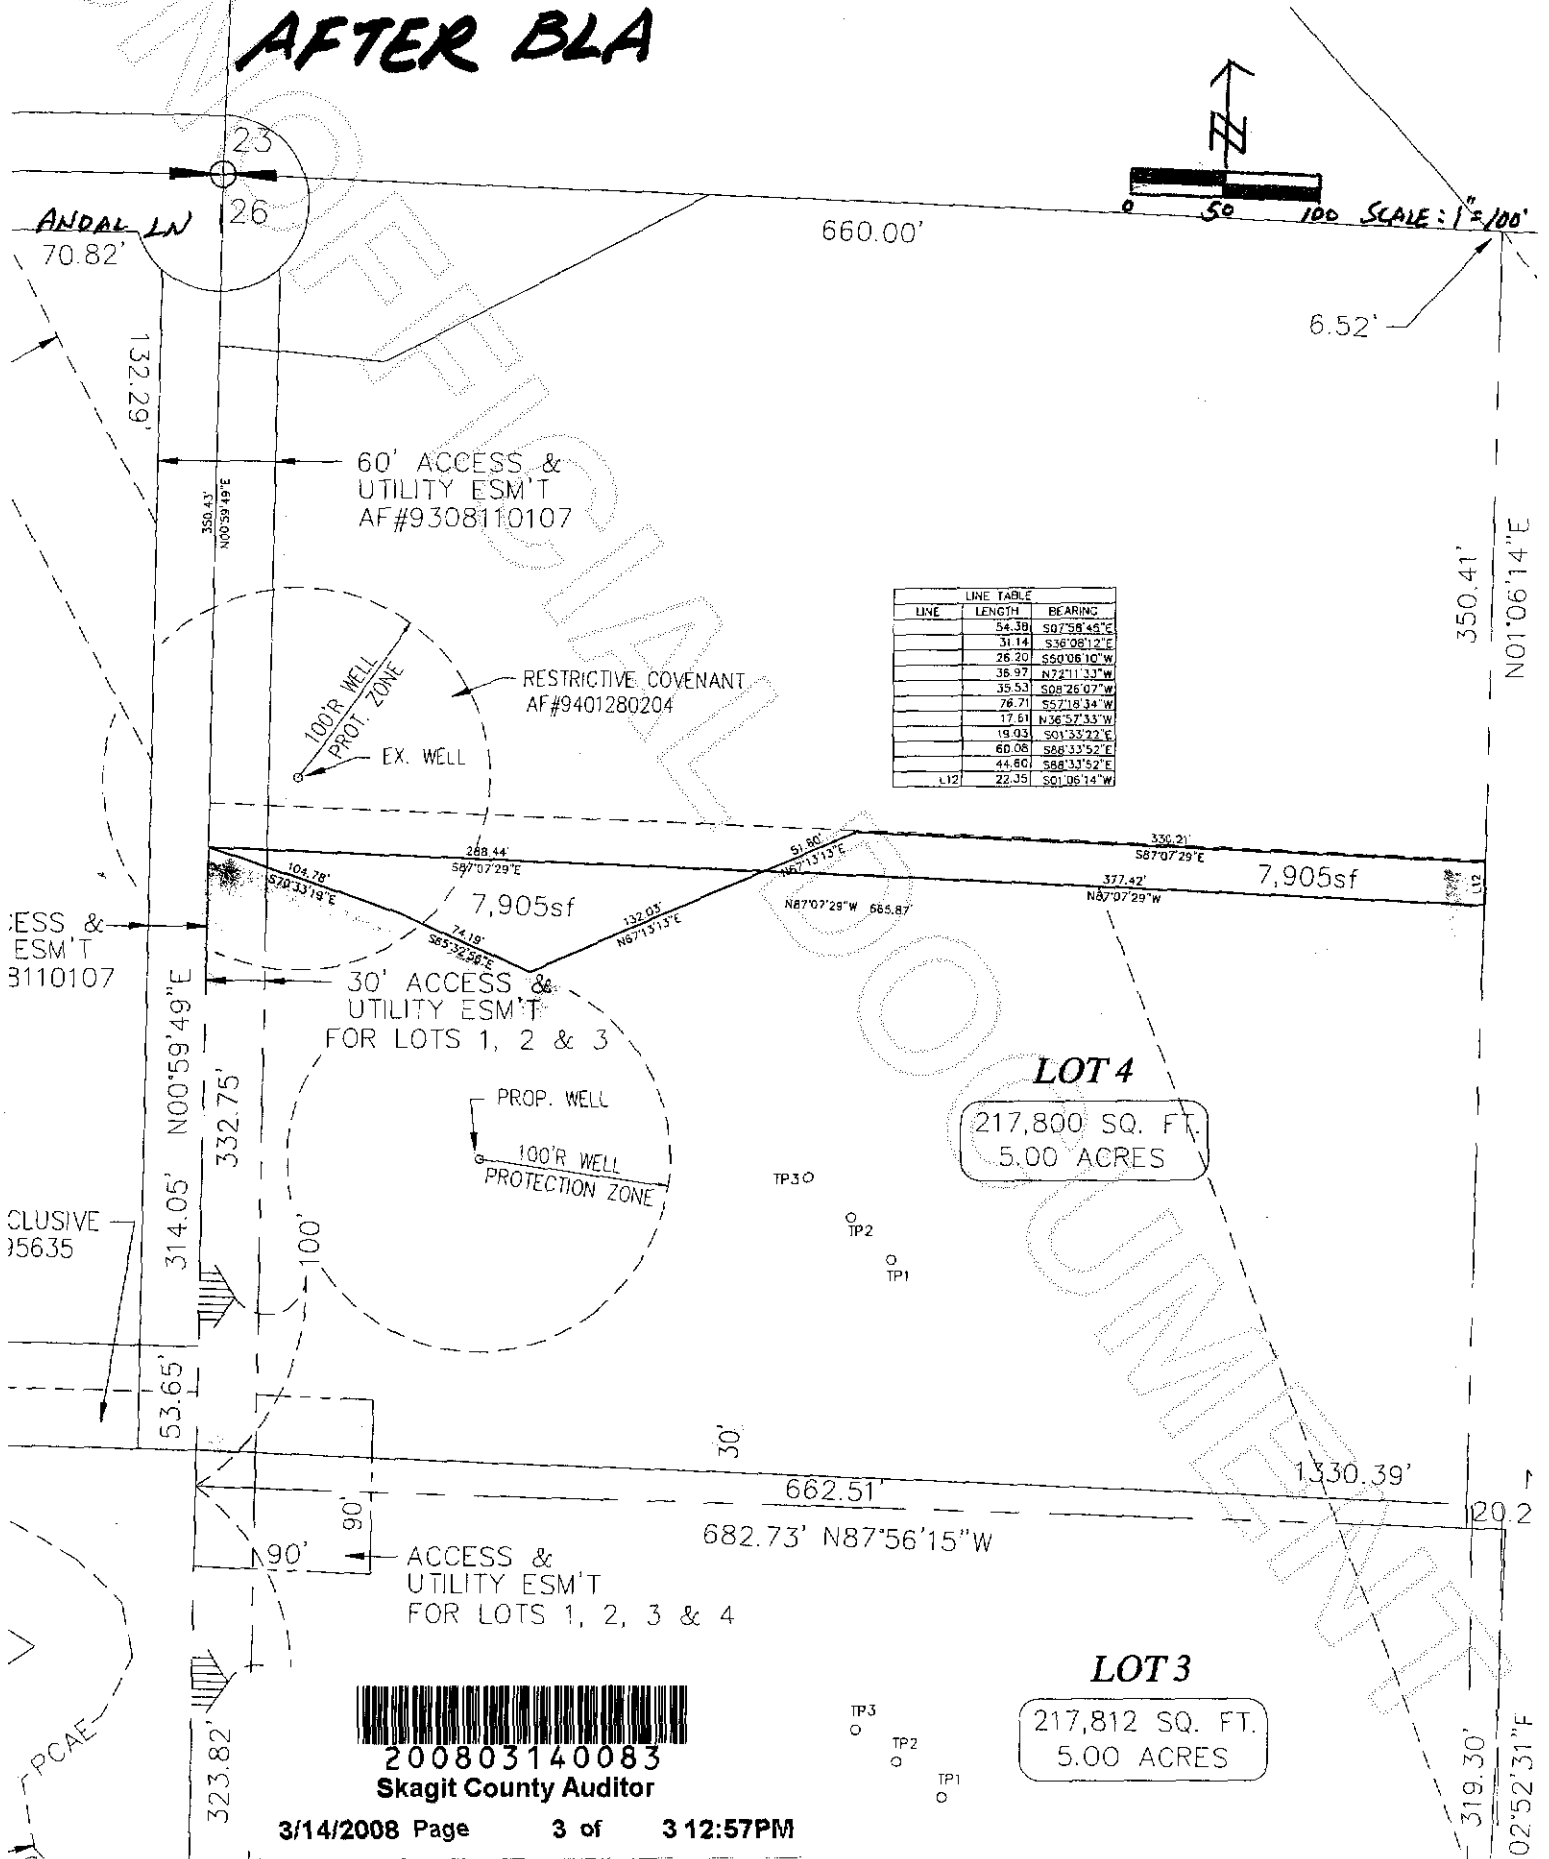 AFTER BLA
23
26
ANDAL LN
70.82'
660.00'
0 50 100 SCALE: 1"=100'
6.52'
132.29'
60' ACCESS &
UTILITY ESM'T
AF#9308110107
350.43'
N00°59'49"E
350.41'
N01°06'14"E
LINE TABLE
LINE LENGTH BEARING
54.38 S07°58'45"E
31.14 S36°08'12"E
26.20 S50°06'10"W
36.97 N72°11'33"W
35.53 S08°26'07"W
76.71 S57°18'34"W
17.61 N36°57'33"W
19.03 S01°33'22"E
60.08 S88°33'52"E
44.60 S88°33'52"E
L12 22.35 S01°06'14"W
RESTRICTIVE COVENANT
AF#9401280204
100'R WELL
PROT. ZONE
EX. WELL
288.44'
S87°07'29"E
104.78'
S70°33'19"E
7,905sf
74.19'
S65°32'56"E
132.03'
N67°13'13"E
51.80'
N67°13'13"E
330.21'
S87°07'29"E
377.42'
N87°07'29"W
7,905sf
L12
N87°07'29"W 665.87'
CESS &
ESM'T
8110107
30' ACCESS &
UTILITY ESM'T
FOR LOTS 1, 2 & 3
314.05' N00°59'49"E
332.75'
PROP. WELL
100'R WELL
PROTECTION ZONE
LOT 4
217,800 SQ. FT.
5.00 ACRES
TP3
TP2
TP1
CLUSIVE
95635
100'
53.65'
30'
1330.39'
662.51'
20.2
682.73' N87°56'15"W
90'
90'
ACCESS &
UTILITY ESM'T
FOR LOTS 1, 2, 3 & 4
LOT 3
217,812 SQ. FT.
5.00 ACRES
TP3
TP2
TP1
PCAE
323.82'
319.30'
02°52'31"E
200803140083
Skagit County Auditor
3/14/2008 Page 3 of 3 12:57PM
UNOFFICIAL DOCUMENT